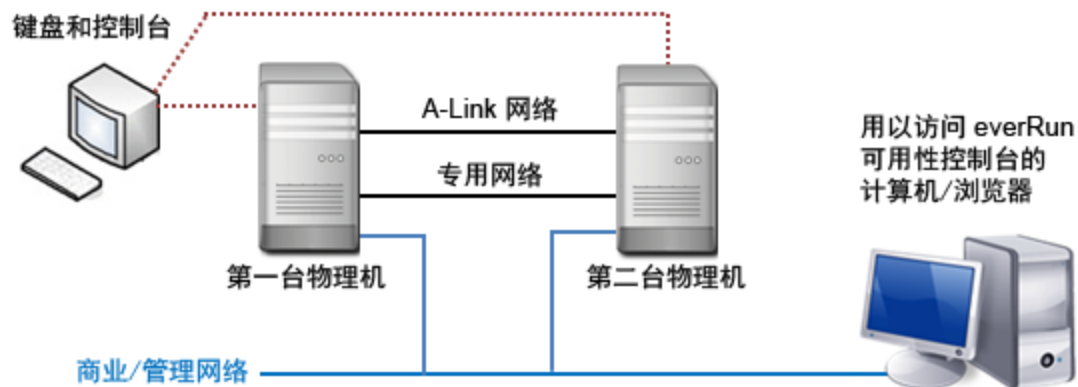 键盘和控制台
A-Link 网络
用以访问 everRun
可用性控制台的
计算机/浏览器
专用网络
第一台物理机
第二台物理机
商业/管理网络